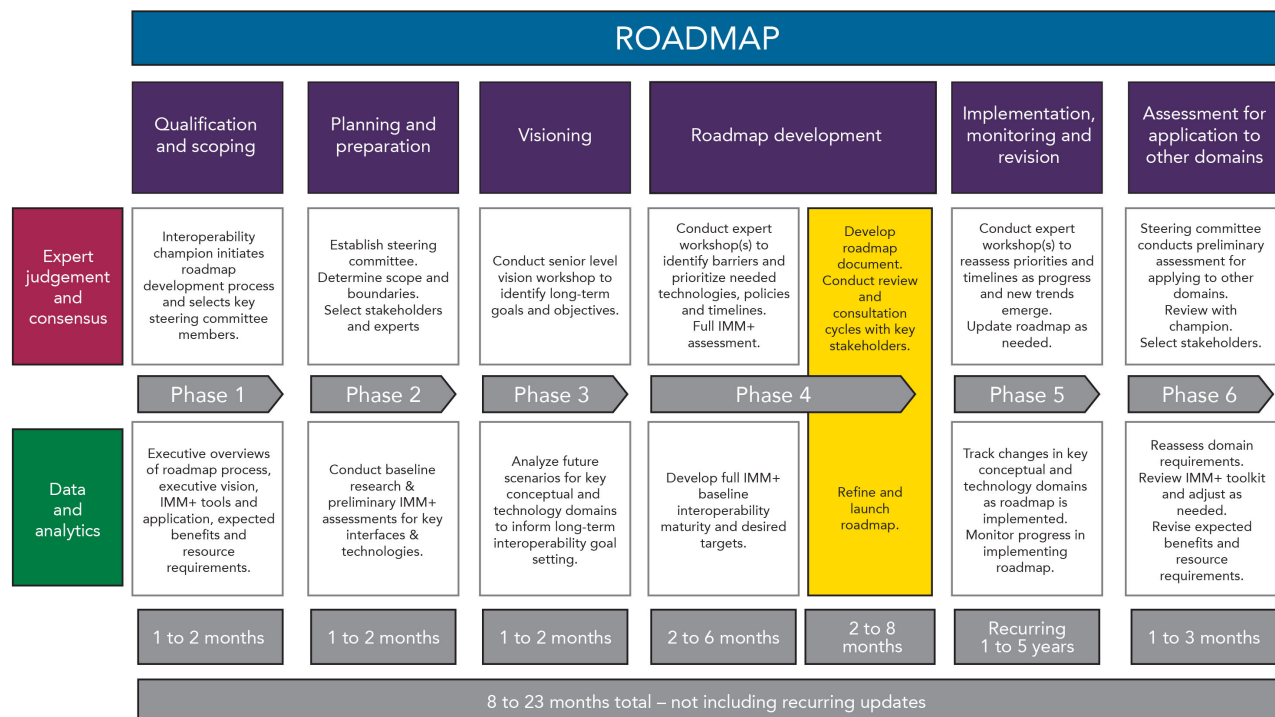 ROADMAP
Qualification
and scoping
Planning and
preparation
Visioning
Roadmap development
Implementation,
monitoring and
revision
Assessment for
application to
other domains
Expert
judgement
and
consensus
Interoperability
champion initiates
roadmap
development process
and selects key
steering committee
members.
Establish steering
committee.
Determine scope and
boundaries.
Select stakeholders
and experts
Conduct senior level
vision workshop to
identify long-term
goals and objectives.
Conduct expert
workshop(s) to
identify barriers and
prioritize needed
technologies, policies
and timelines.
Full IMM+
assessment.
Develop
roadmap
document.
Conduct review
and
consultation
cycles with key
stakeholders.
Conduct expert
workshop(s) to
reassess priorities and
timelines as progress
and new trends
emerge.
Update roadmap as
needed.
Steering committee
conducts preliminary
assessment for
applying to other
domains.
Review with
champion.
Select stakeholders.
Phase 1
Phase 2
Phase 3
Phase 4
Phase 5
Phase 6
Data
and
analytics
Executive overviews
of roadmap process,
executive vision,
IMM+ tools and
application, expected
benefits and
resource
requirements.
Conduct baseline
research &
preliminary IMM+
assessments for key
interfaces &
technologies.
Analyze future
scenarios for key
conceptual and
technology domains
to inform long-term
interoperability goal
setting.
Develop full IMM+
baseline
interoperability
maturity and desired
targets.
Refine and
launch
roadmap.
Track changes in key
conceptual and
technology domains
as roadmap is
implemented.
Monitor progress in
implementing
roadmap.
Reassess domain
requirements.
Review IMM+ toolkit
and adjust as
needed.
Revise expected
benefits and
resource
requirements.
1 to 2 months
1 to 2 months
1 to 2 months
2 to 6 months
2 to 8
months
Recurring
1 to 5 years
1 to 3 months
8 to 23 months total – not including recurring updates